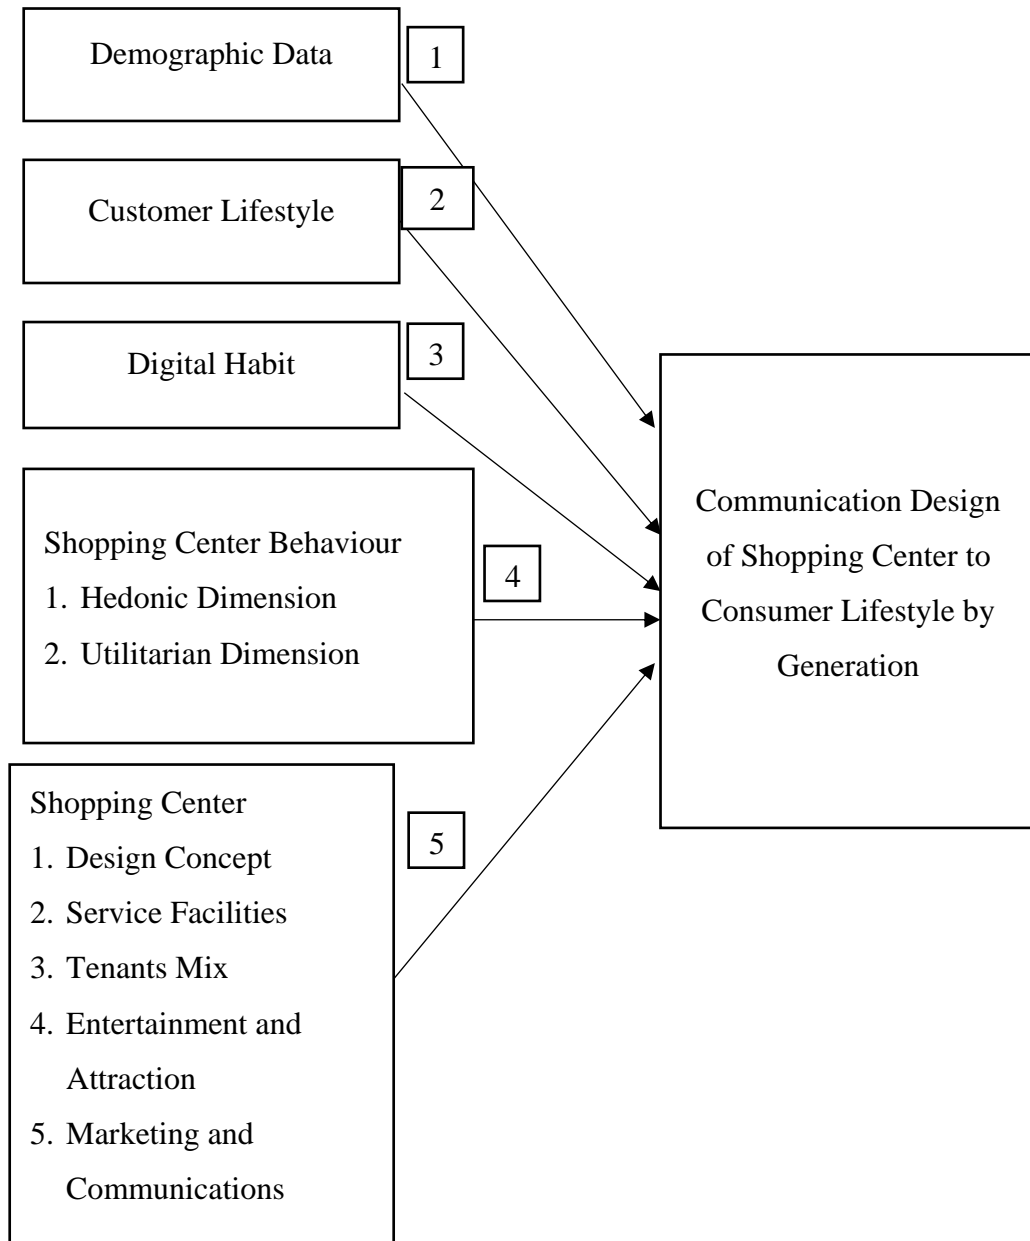 Demographic Data
1
Customer Lifestyle
2
Digital Habit
3
Shopping Center Behaviour
1. Hedonic Dimension
2. Utilitarian Dimension
4
Shopping Center
1. Design Concept
2. Service Facilities
3. Tenants Mix
4. Entertainment and
Attraction
5. Marketing and
Communications
5
Communication Design
of Shopping Center to
Consumer Lifestyle by
Generation